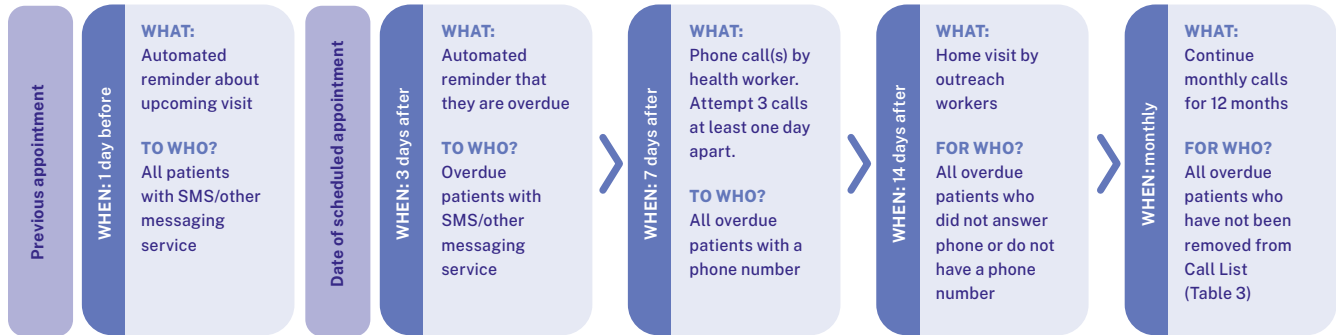 Previous appointment
WHEN: 1 day before
WHAT:
Automated
reminder about
upcoming visit
TO WHO?
All patients
with SMS/other
messaging
service
Date of scheduled appointment
WHEN: 3 days after
WHAT:
Automated
reminder that
they are overdue
TO WHO?
Overdue
patients with
SMS/other
messaging
service
WHEN: 7 days after
WHAT:
Phone call(s) by
health worker.
Attempt 3 calls
at least one day
apart.
TO WHO?
All overdue
patients with a
phone number
WHEN: 14 days after
WHAT:
Home visit by
outreach
workers
FOR WHO?
All overdue
patients who
did not answer
phone or do not
have a phone
number
WHEN:monthly
WHAT:
Continue
monthly calls
for 12 months
FOR WHO?
All overdue
patients who
have not been
removed from
Call List
(Table 3)